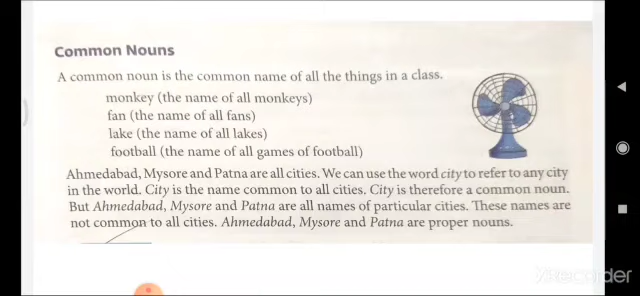 Common Nouns
A common noun is the common name of all the things in a class.
monkey (the name of all monkeys)
fan (the name of all fans)
lake (the name of all lakes)
football (the name of all games of football)
Ahmedabad, Mysore and Patna are all cities. We can use the word city to refer to any city
in the world. City is the name common to all cities. City is therefore a common noun.
But Ahmedabad, Mysore and Patna are all names of particular cities. These names are
not common to all cities. Ahmedabad, Mysore and Patna are proper nouns.